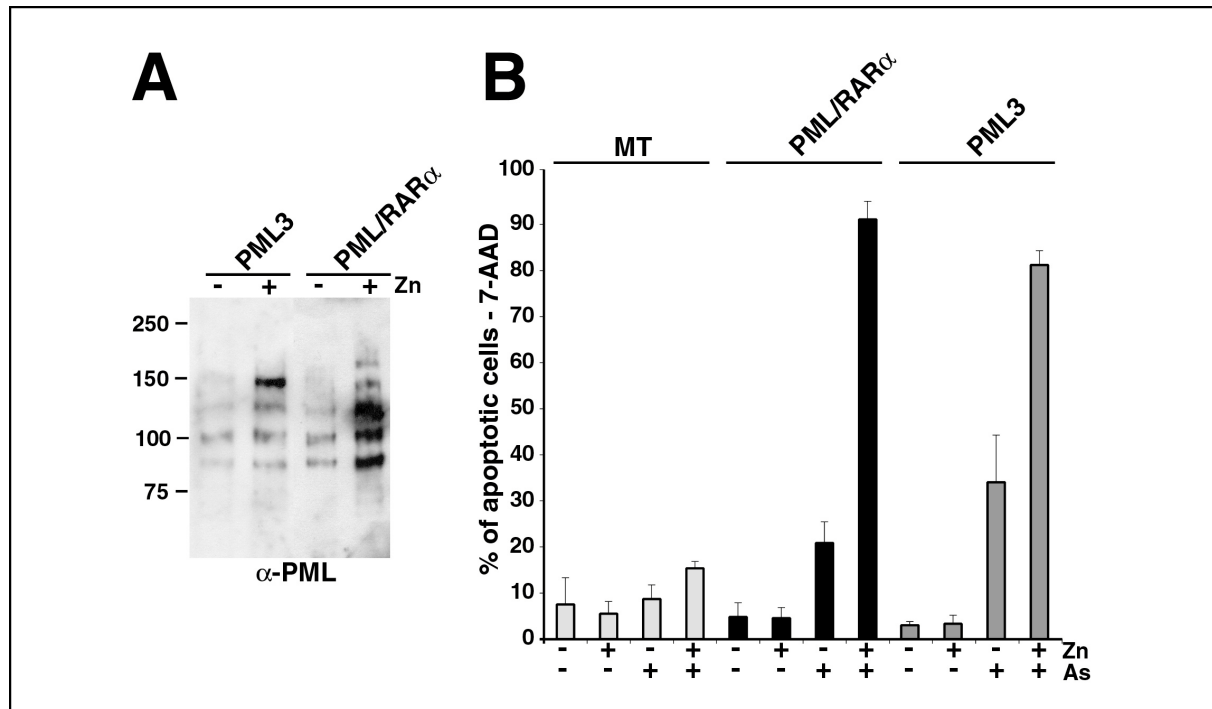 A
PML3
PML/RARα
- + - + Zn
250
150
100
75
α-PML
B
MT
PML/RARα
PML3
% of apoptotic cells - 7-AAD
100
90
80
70
60
50
40
30
20
10
0
- + - + - + - + - + - + Zn
- - + + - - + + - - + + As